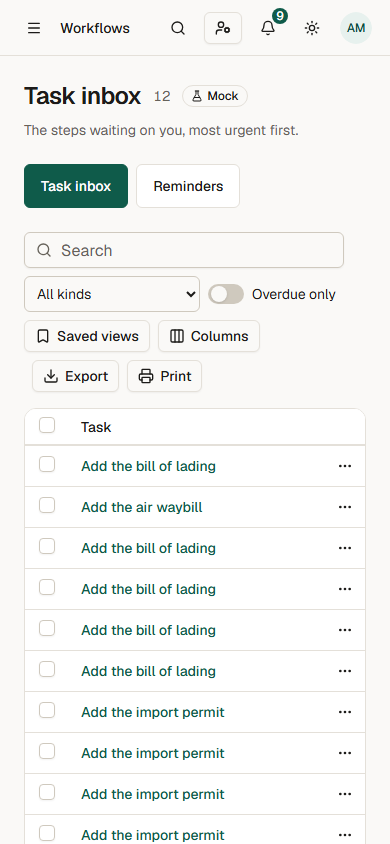 Workflows
9
AM
Task inbox 12 Mock
The steps waiting on you, most urgent first.
Task inbox Reminders
Search
All kinds Overdue only
Saved views Columns
Export Print
Task
Add the bill of lading
Add the air waybill
Add the bill of lading
Add the bill of lading
Add the bill of lading
Add the bill of lading
Add the import permit
Add the import permit
Add the import permit
Add the import permit